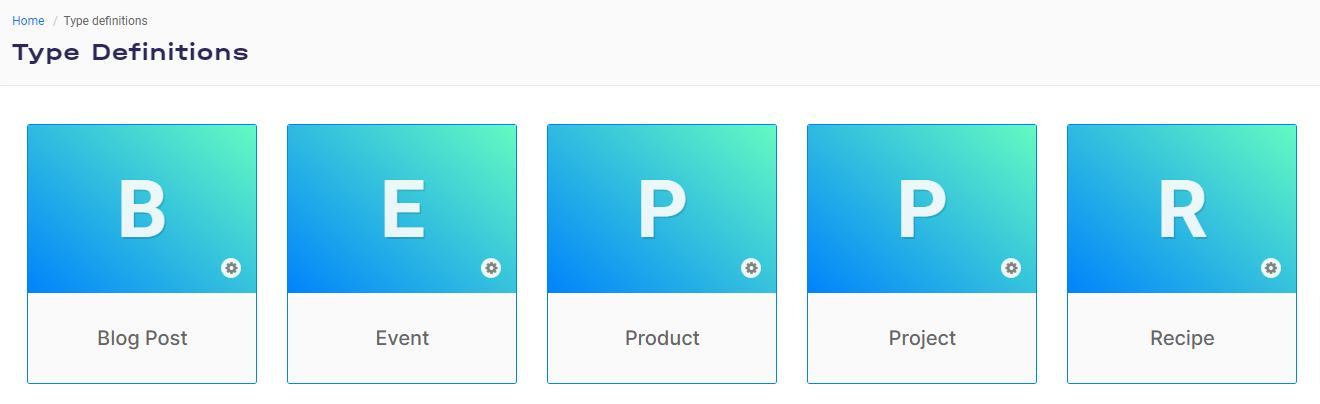 Home / Type definitions
Type Definitions
B E P P R
Blog Post Event Product Project Recipe